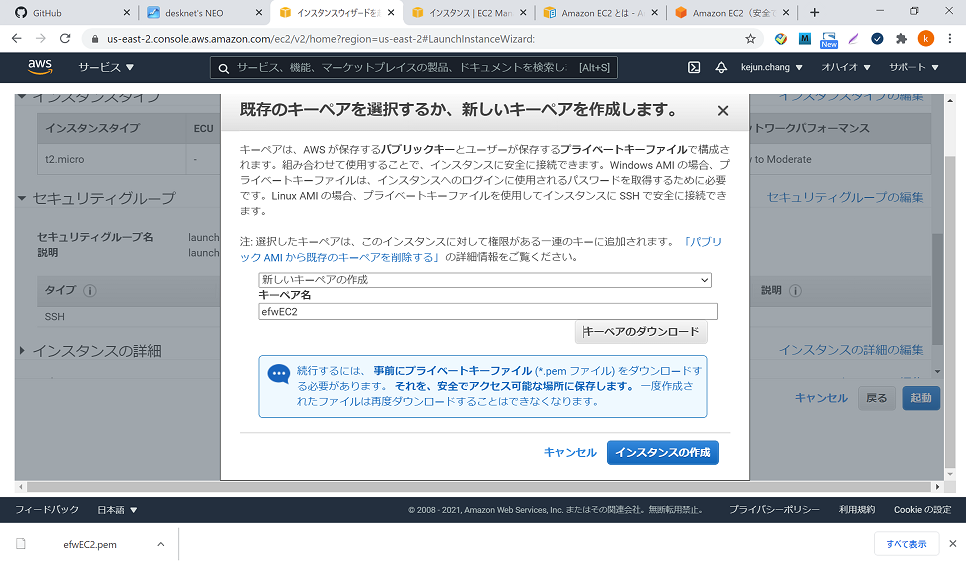 GitHub
desknet's NEO
インスタンスウィザードを
インスタンス | EC2 Man
Amazon EC2 とは - A
Amazon EC2（安全で
us-east-2.console.aws.amazon.com/ec2/v2/home?region=us-east-2#LaunchInstanceWizard:
New
k
aws
サービス
サービス、機能、マーケットプレイスの製品、ドキュメントを検索し
[Alt+S]
kejun.chang
オハイオ
サポート
インスタンスタイプ
インスタンスタイプの編集
インスタンスタイプ
ECU
ットワークパフォーマンス
t2.micro
-
to Moderate
セキュリティグループ
セキュリティグループの編集
セキュリティグループ名
launch
説明
launch
タイプ
説明
SSH
インスタンスの詳細
インスタンスの詳細の編集
キャンセル
戻る
起動
既存のキーペアを選択するか、新しいキーペアを作成します。
キーペアは、AWS が保存するパブリックキーとユーザーが保存するプライベートキーファイルで構成さ
れます。組み合わせて使用することで、インスタンスに安全に接続できます。Windows AMI の場合、プ
ライベートキーファイルは、インスタンスへのログインに使用されるパスワードを取得するために必要
です。Linux AMI の場合、プライベートキーファイルを使用してインスタンスに SSH で安全に接続でき
ます。
注: 選択したキーペアは、このインスタンスに対して権限がある一連のキーに追加されます。 「パブリ
ック AMI から既存のキーペアを削除する」 の詳細情報をご覧ください。
新しいキーペアの作成
キーペア名
efwEC2
キーペアのダウンロード
続行するには、 事前にプライベートキーファイル (*.pem ファイル) をダウンロードす
る必要があります。 それを、安全でアクセス可能な場所に保存します。 一度作成さ
れたファイルは再度ダウンロードすることはできなくなります。
キャンセル
インスタンスの作成
フィードバック
日本語
© 2008 - 2021, Amazon Web Services, Inc. またはその関連会社。無断転用禁止。
プライバシーポリシー
利用規約
Cookie の設定
efwEC2.pem
すべて表示